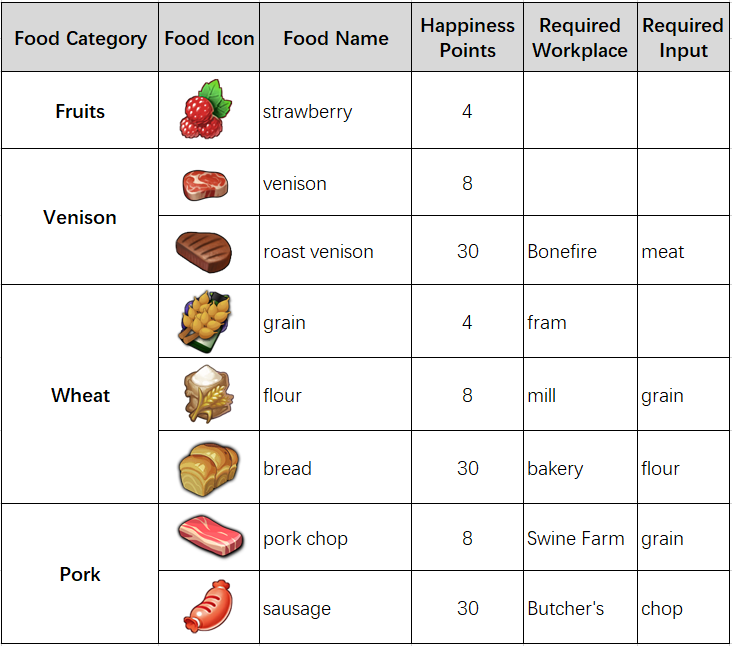 Food Category Food Icon Food Name Happiness Points Required Workplace Required Input
Fruits strawberry 4
Venison venison 8
roast venison 30 Bonefire meat
Wheat grain 4 fram
flour 8 mill grain
bread 30 bakery flour
Pork pork chop 8 Swine Farm grain
sausage 30 Butcher's chop